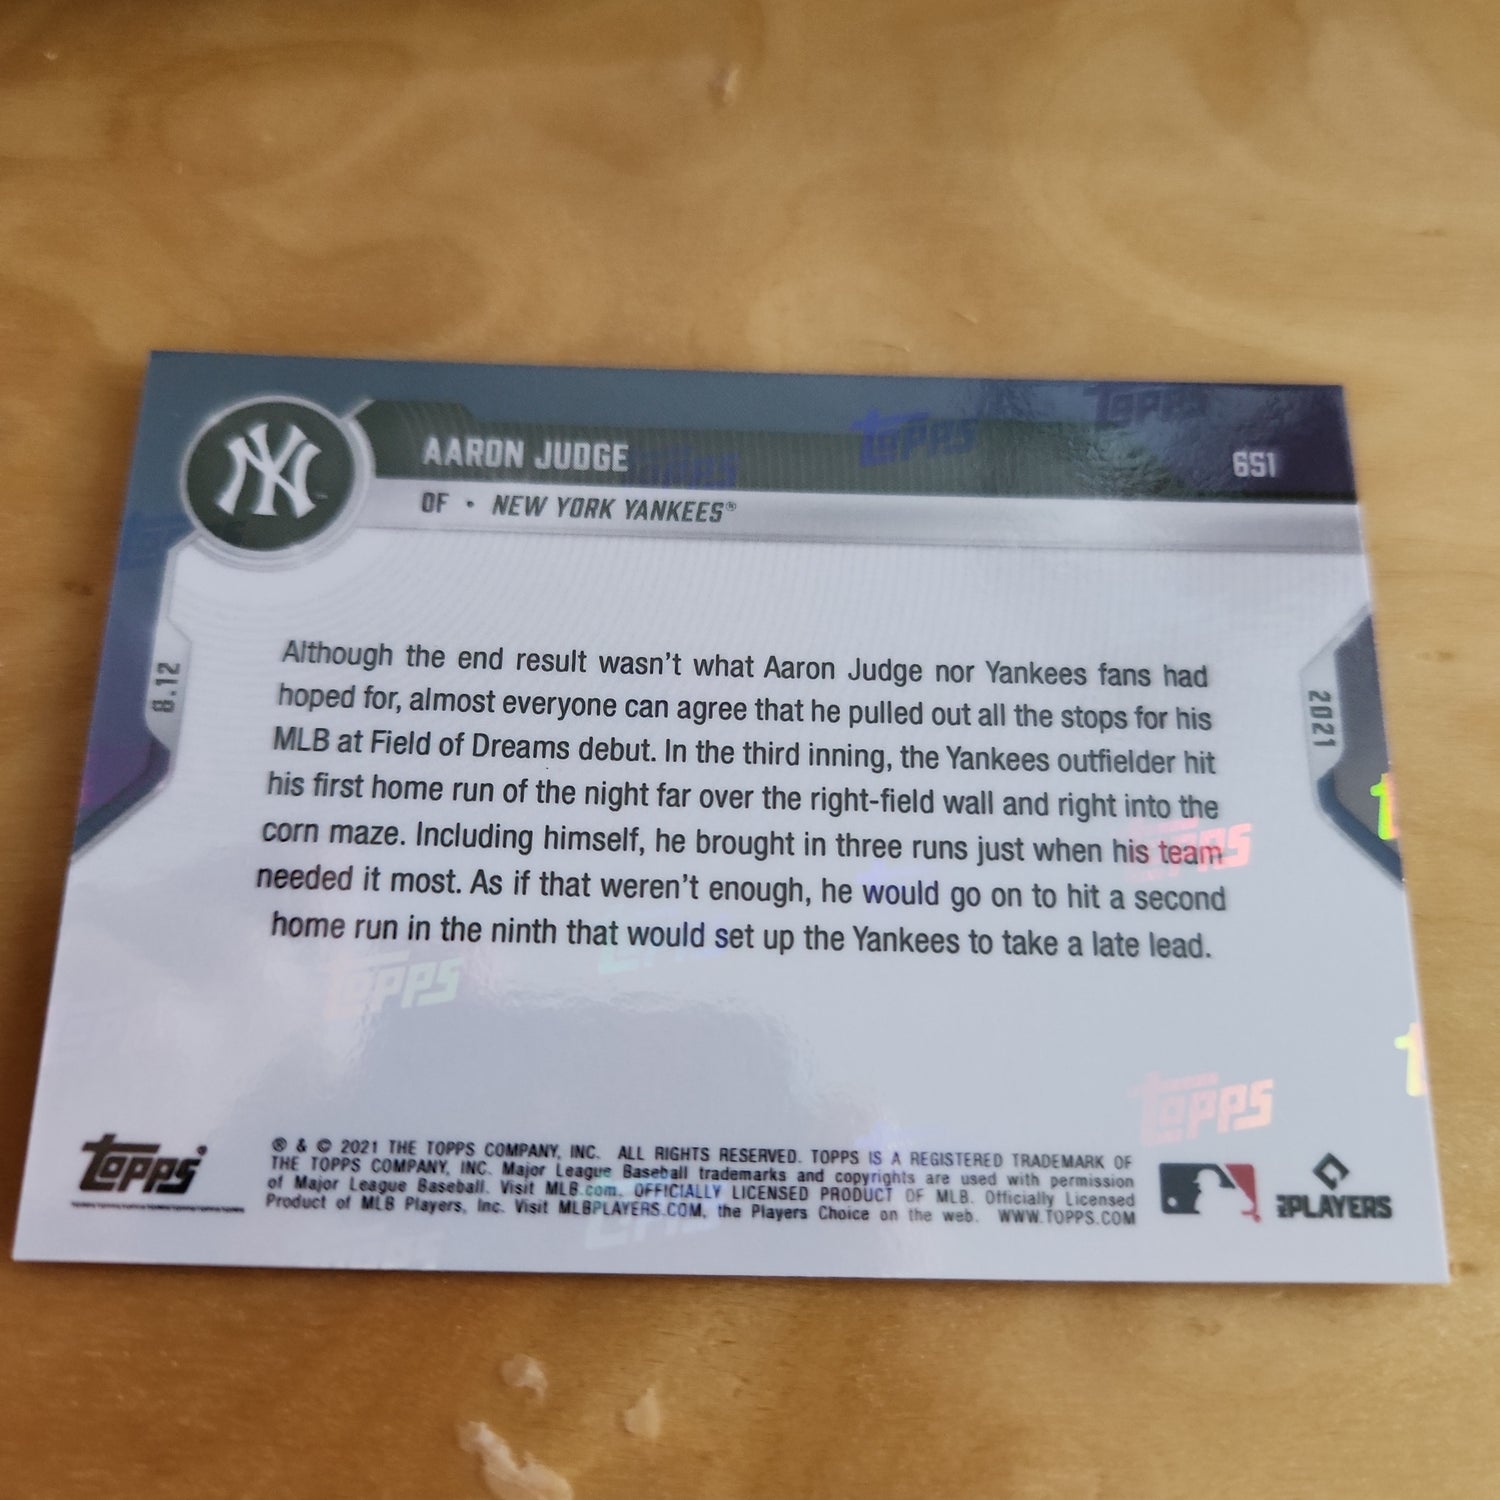 AARON JUDGE
651
OF • NEW YORK YANKEES®
8.12
2021
Although the end result wasn't what Aaron Judge nor Yankees fans had
hoped for, almost everyone can agree that he pulled out all the stops for his
MLB at Field of Dreams debut. In the third inning, the Yankees outfielder hit
his first home run of the night far over the right-field wall and right into the
corn maze. Including himself, he brought in three runs just when his team
needed it most. As if that weren't enough, he would go on to hit a second
home run in the ninth that would set up the Yankees to take a late lead.
TOPPS®
® & © 2021 THE TOPPS COMPANY, INC. ALL RIGHTS RESERVED. TOPPS IS A REGISTERED TRADEMARK OF
THE TOPPS COMPANY, INC. Major League Baseball trademarks and copyrights are used with permission
of Major League Baseball. Visit MLB.com. OFFICIALLY LICENSED PRODUCT OF MLB. Officially Licensed
Product of MLB Players, Inc. Visit MLBPLAYERS.COM, the Players Choice on the web. WWW.TOPPS.COM
PLAYERS